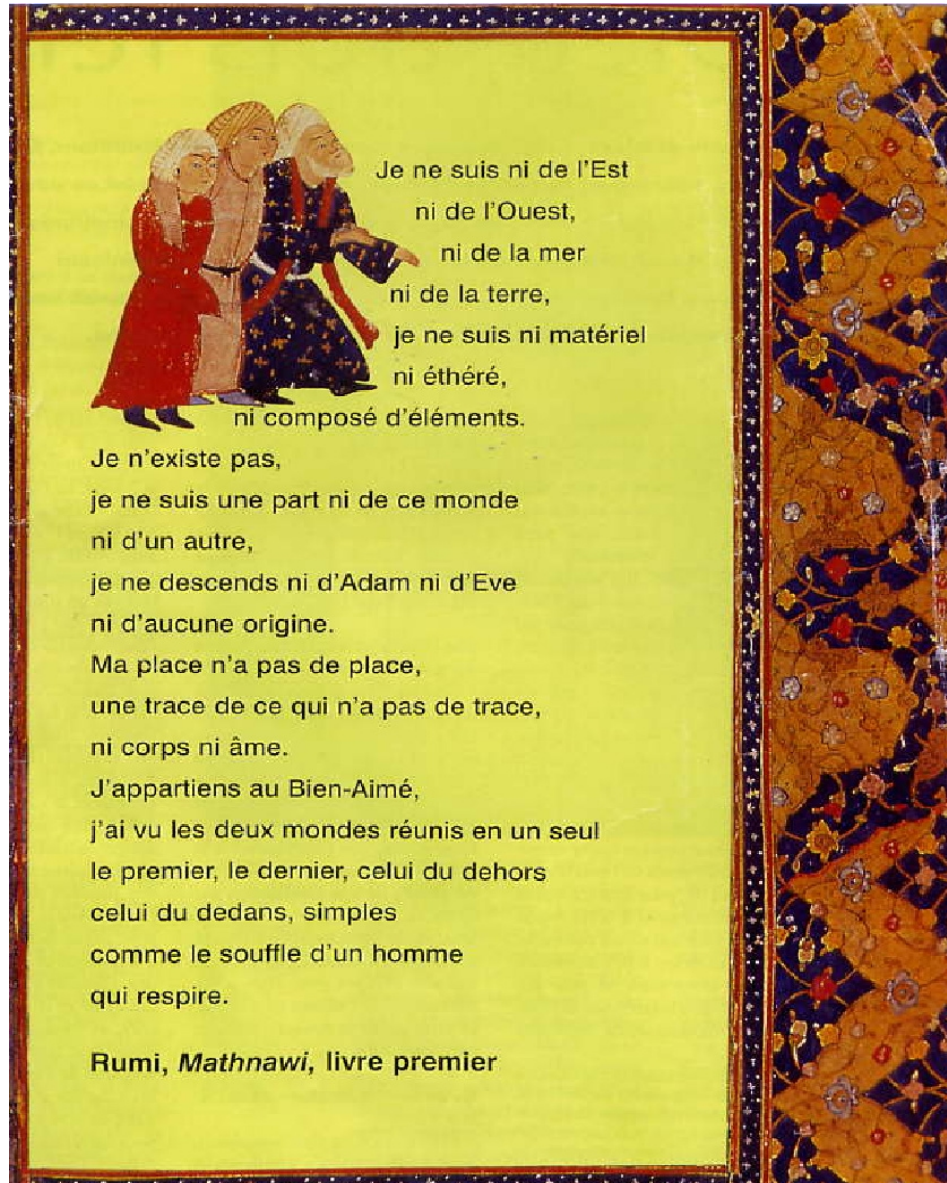 Je ne suis ni de l'Est
ni de l'Ouest,
ni de la mer
ni de la terre,
je ne suis ni matériel
ni éthéré,
ni composé d'éléments.
Je n'existe pas,
je ne suis une part ni de ce monde
ni d'un autre,
je ne descends ni d'Adam ni d'Eve
ni d'aucune origine.
Ma place n'a pas de place,
une trace de ce qui n'a pas de trace,
ni corps ni âme.
J'appartiens au Bien-Aimé,
j'ai vu les deux mondes réunis en un seul
le premier, le dernier, celui du dehors
celui du dedans, simples
comme le souffle d'un homme
qui respire.
Rumi, Mathnawi, livre premier